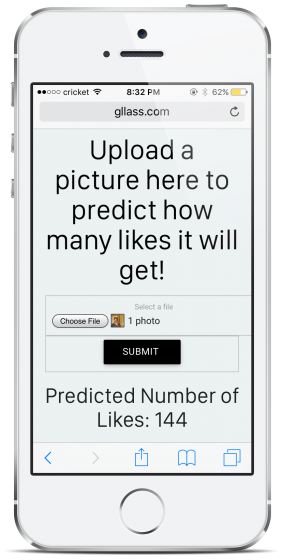 cricket 8:32 PM 62%
gllass.com
Upload a
picture here to
predict how
many likes it will
get!
Select a file
Choose File 1 photo
SUBMIT
Predicted Number of
Likes: 144